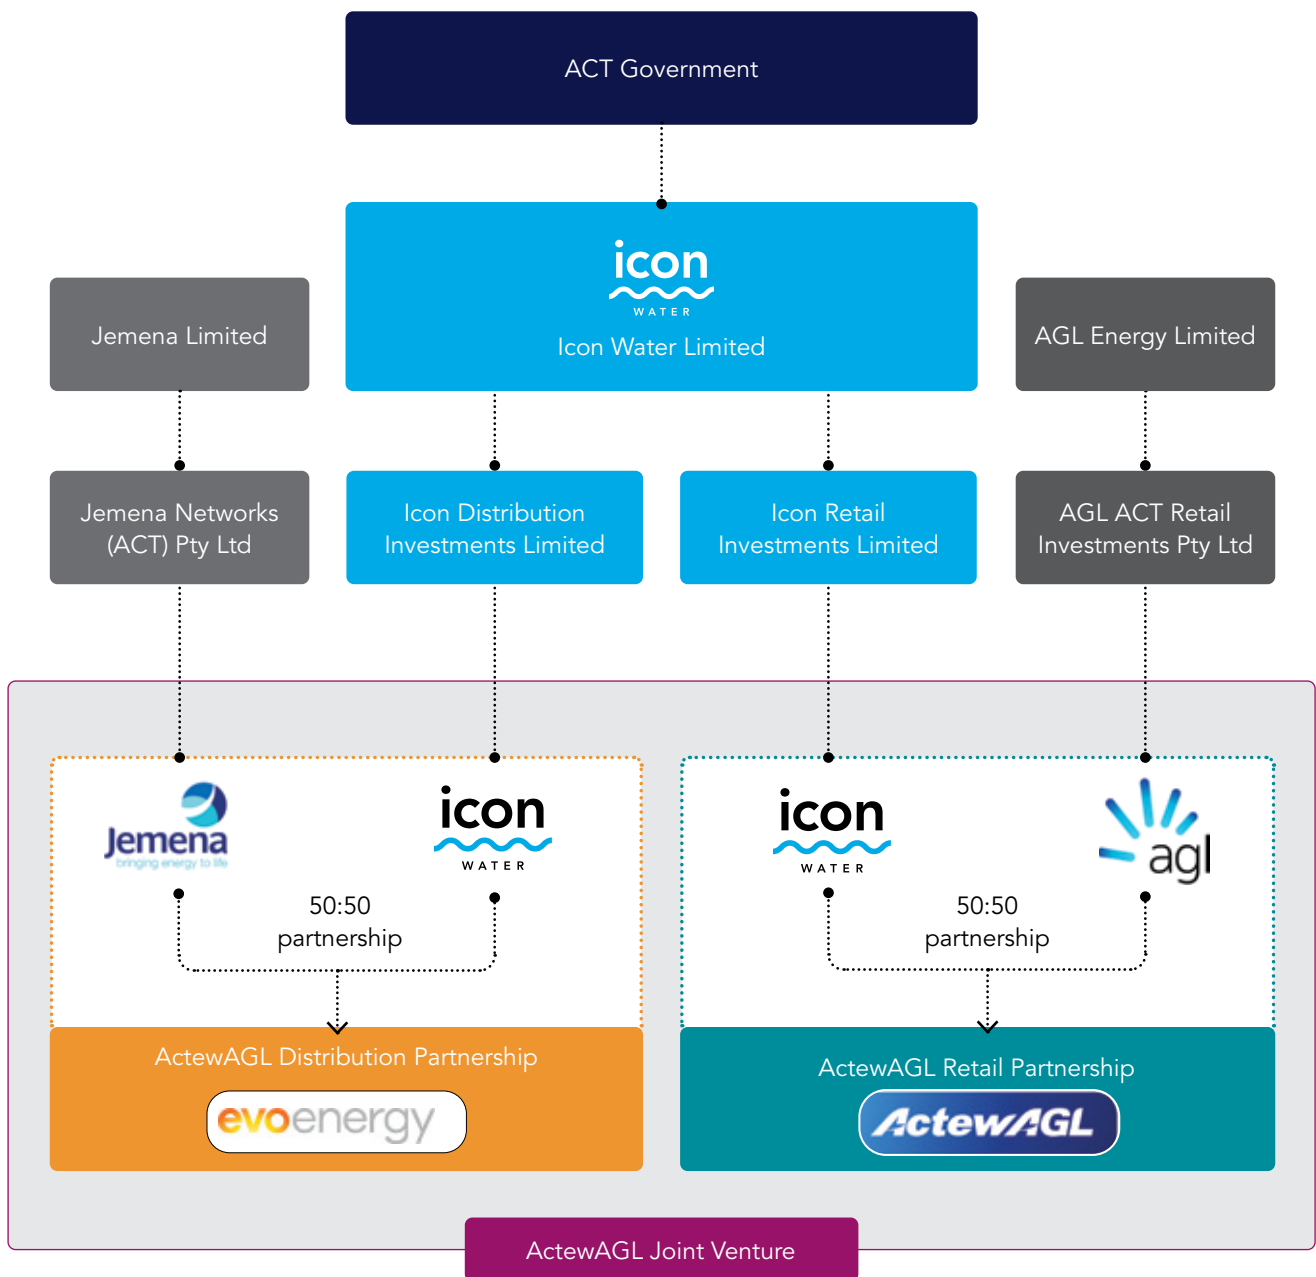 ACT Government
icon
WATER
Icon Water Limited
Jemena Limited
AGL Energy Limited
Jemena Networks
(ACT) Pty Ltd
Icon Distribution
Investments Limited
Icon Retail
Investments Limited
AGL ACT Retail
Investments Pty Ltd
Jemena
bringing energy to life
icon
WATER
icon
WATER
agl
50:50
partnership
50:50
partnership
ActewAGL Distribution Partnership
evoenergy
ActewAGL Retail Partnership
ActewAGL
ActewAGL Joint Venture